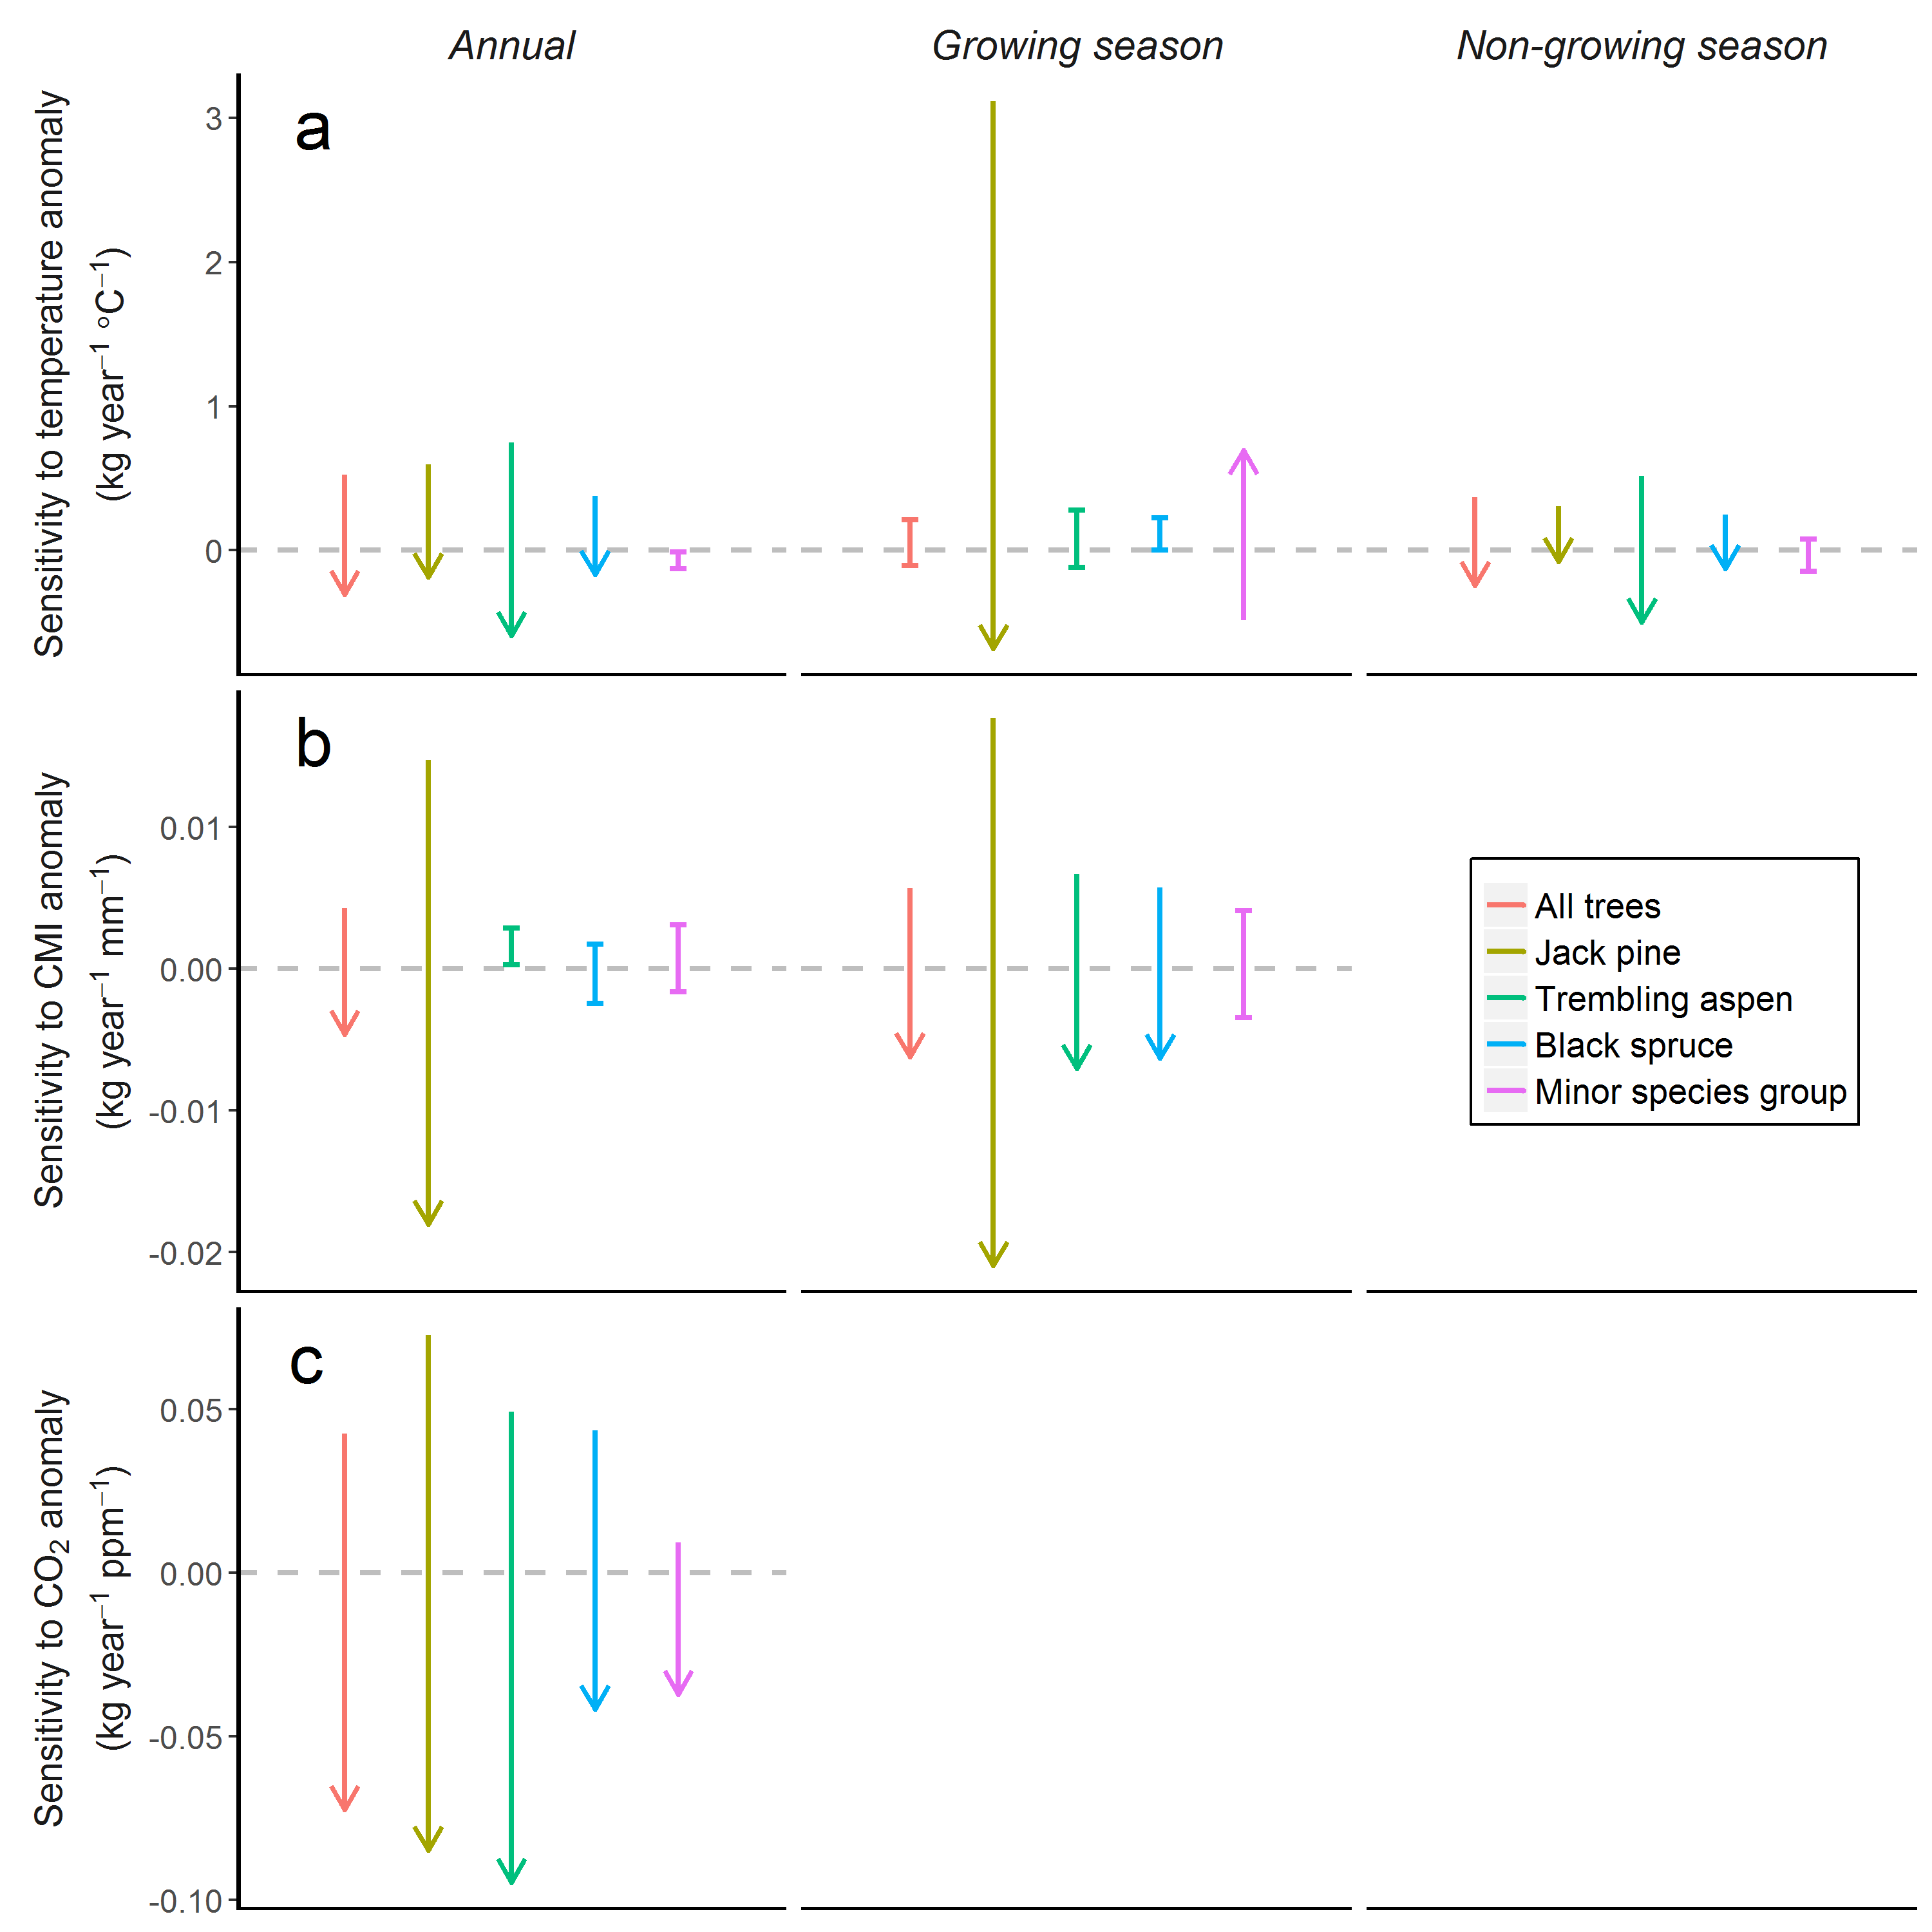 Annual
Growing season
Non-growing season
a
Sensitivity to temperature anomaly
(kg year⁻¹ °C⁻¹)
3
2
1
0
b
Sensitivity to CMI anomaly
(kg year⁻¹ mm⁻¹)
0.01
0.00
-0.01
-0.02
All trees
Jack pine
Trembling aspen
Black spruce
Minor species group
c
Sensitivity to CO₂ anomaly
(kg year⁻¹ ppm⁻¹)
0.05
0.00
-0.05
-0.10